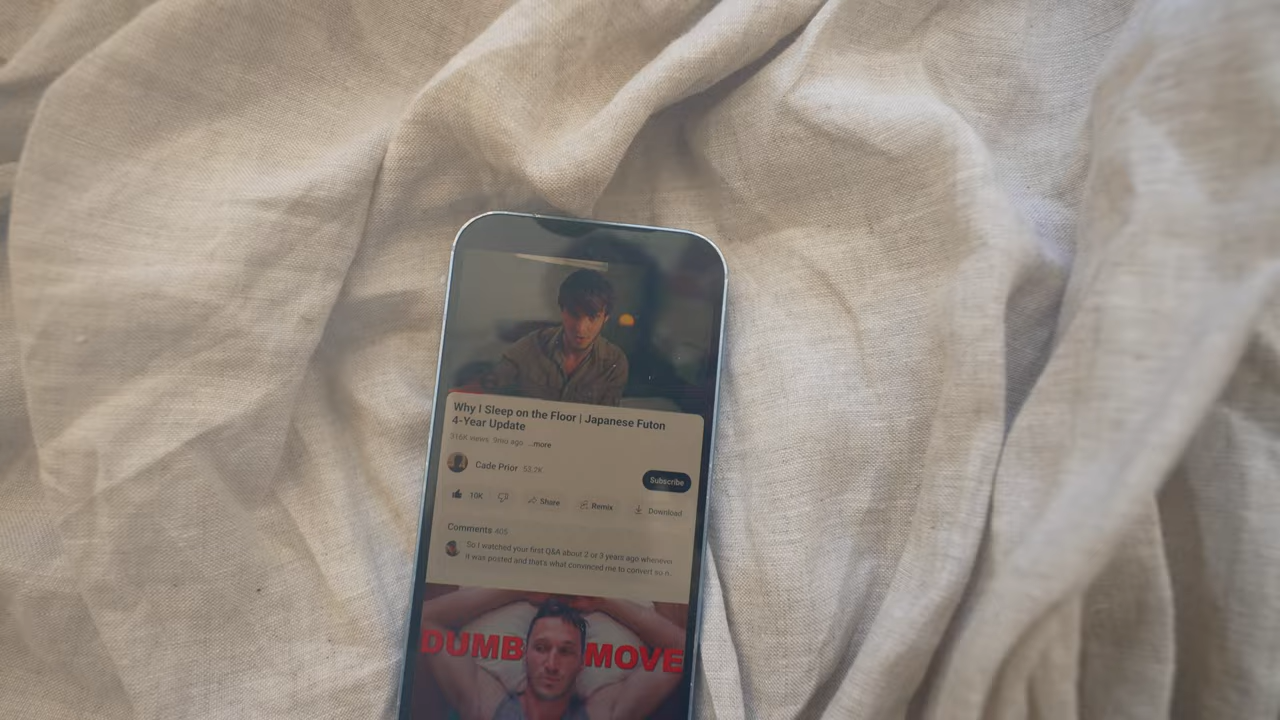 Why I Sleep on the Floor | Japanese Futon
4-Year Update
316K views 9mo ago ...more
Cade Prior 53.2K
Subscribe
10K Share Remix Download
Comments 405
So I watched your first Q&A about 2 or 3 years ago whenever
it was posted and that's what convinced me to convert so n..
DUMB MOVE